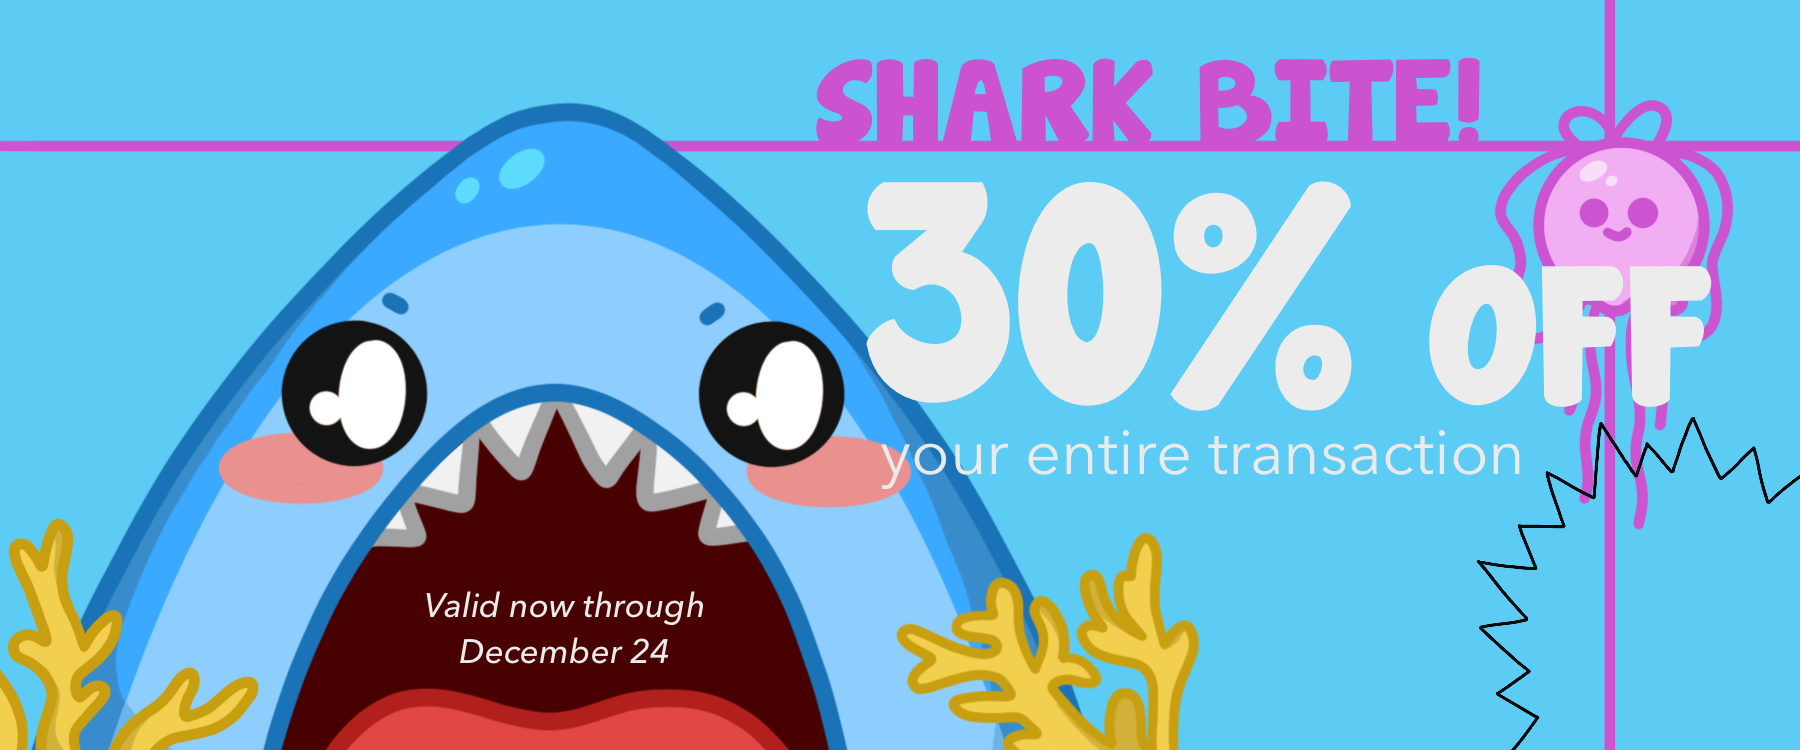 SHARK BITE!
30% OFF
your entire transaction
Valid now through
December 24